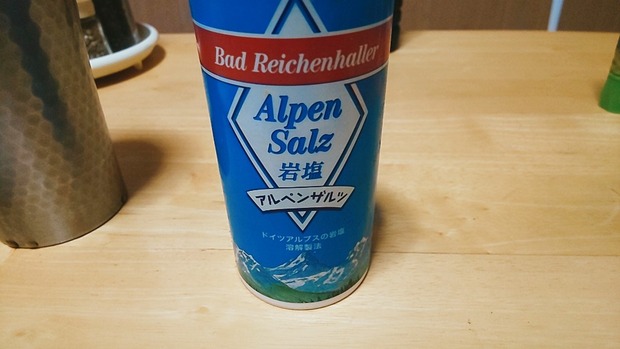 Bad Reichenhaller
Alpen
Salz
岩塩
アルペンザルツ
ドイツアルプスの岩塩
溶解製法